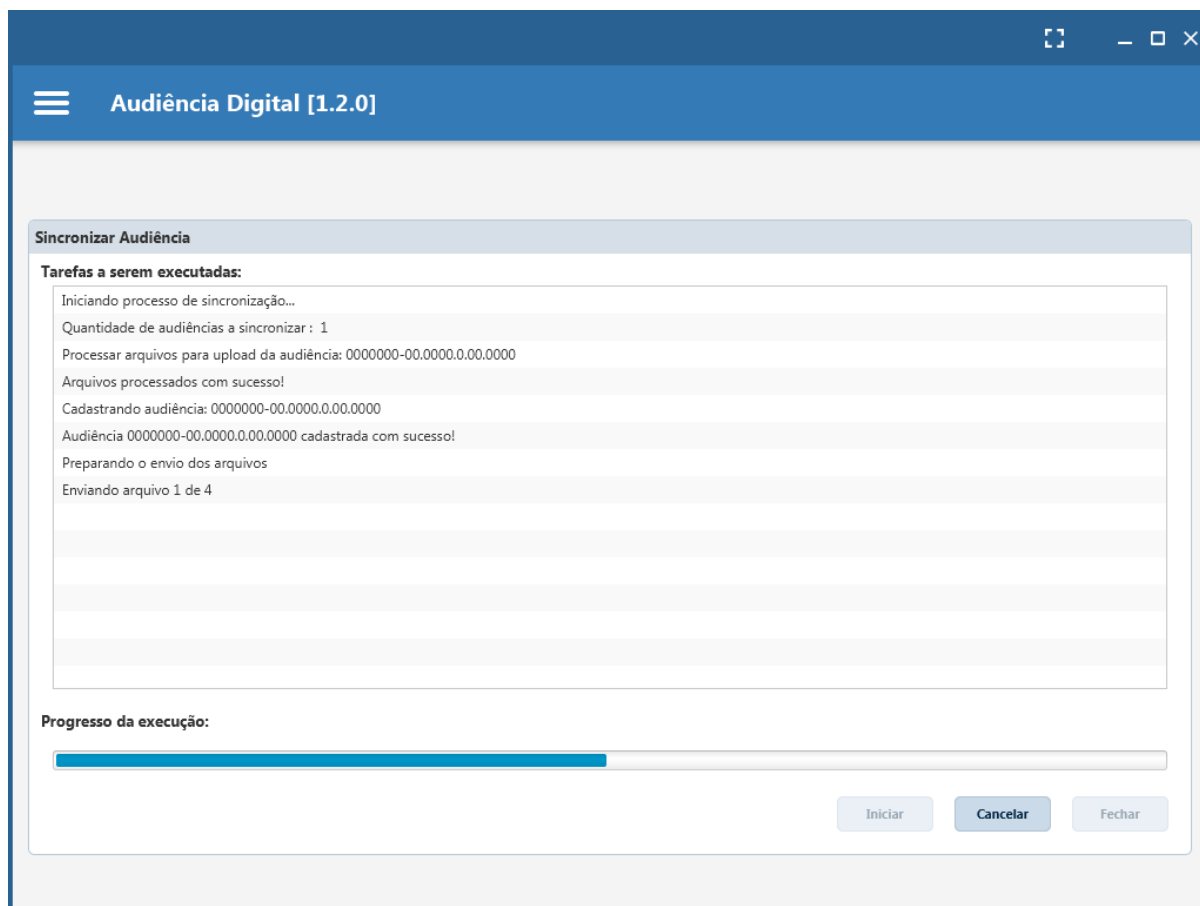 Audiência Digital [1.2.0]
Sincronizar Audiência
Tarefas a serem executadas:
Iniciando processo de sincronização...
Quantidade de audiências a sincronizar :  1
Processar arquivos para upload da audiência: 0000000-00.0000.0.00.0000
Arquivos processados com sucesso!
Cadastrando audiência: 0000000-00.0000.0.00.0000
Audiência 0000000-00.0000.0.00.0000 cadastrada com sucesso!
Preparando o envio dos arquivos
Enviando arquivo 1 de 4
Progresso da execução:
Iniciar Cancelar Fechar